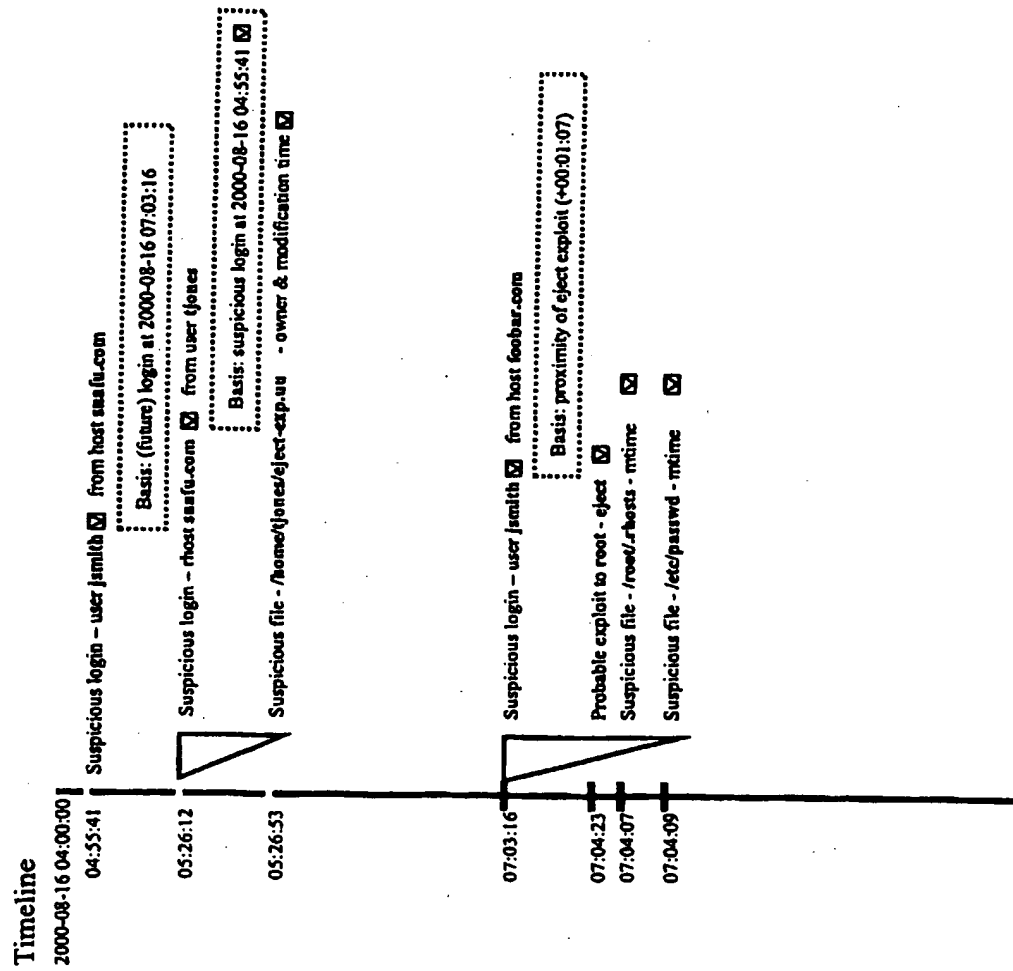 Timeline
2000-08-16 04:00:00
04:55:41 Suspicious login – user jsmith ☑ from host snafu.com
Basis: (future) login at 2000-08-16 07:03:16
05:26:12 Suspicious login – rhost snafu.com ☑ from user tjones
Basis: suspicious login at 2000-08-16 04:55:41 ☑
05:26:53 Suspicious file - /home/tjones/eject-exp.uu - owner & modification time ☑
07:03:16 Suspicious login – user jsmith ☑ from host foobar.com
Basis: proximity of eject exploit (+00:01:07)
07:04:23 Probable exploit to root - eject ☑
07:04:07 Suspicious file - /root/.rhosts - mtime ☑
07:04:09 Suspicious file - /etc/passwd - mtime ☑